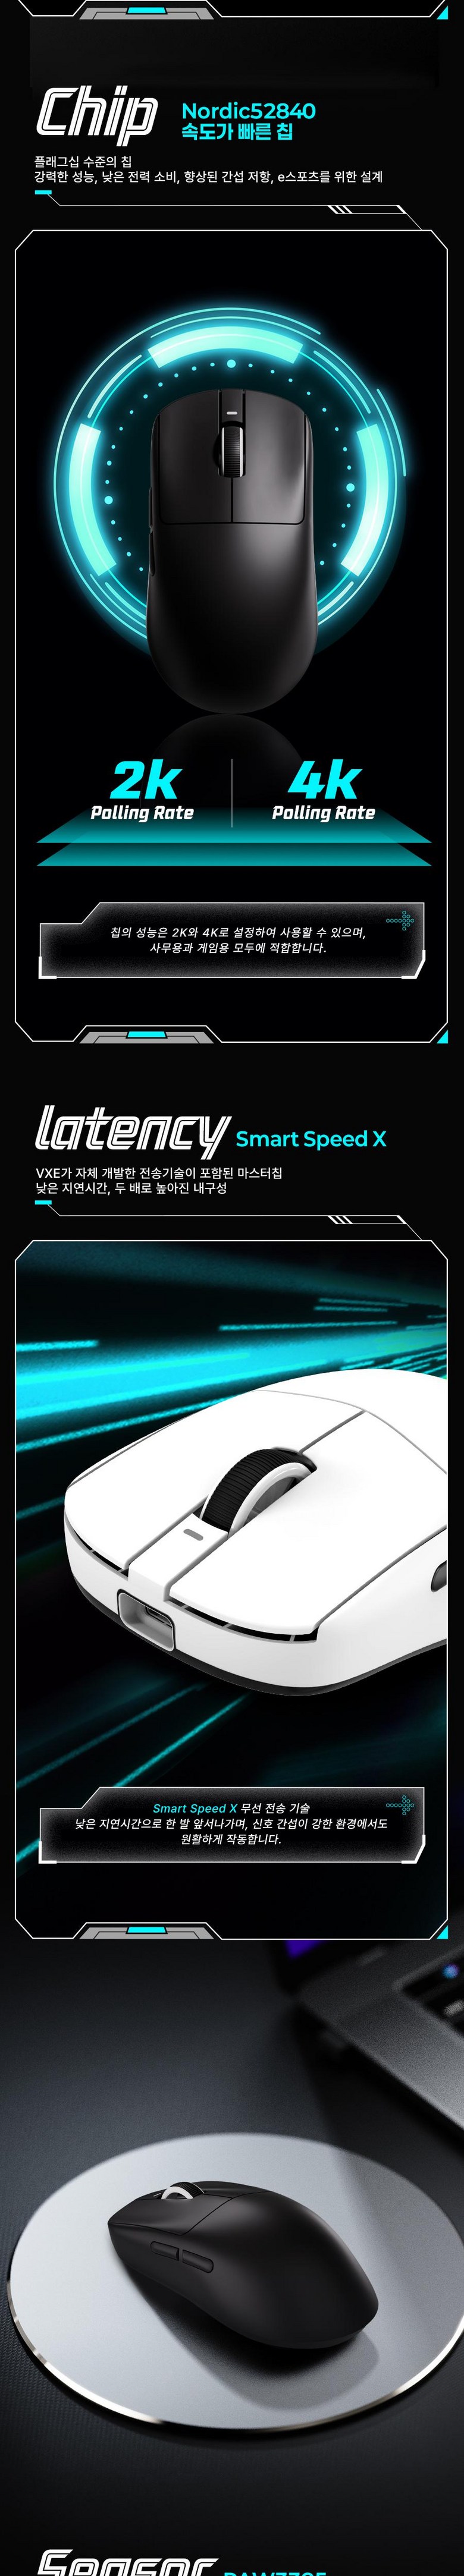 Chip
Nordic52840
속도가 빠른 칩
플래그십 수준의 칩
강력한 성능, 낮은 전력 소비, 향상된 간섭 저항, e스포츠를 위한 설계
2k
Polling Rate
4k
Polling Rate
칩의 성능은 2K와 4K로 설정하여 사용할 수 있으며,
사무용과 게임용 모두에 적합합니다.
latency
Smart Speed X
VXE가 자체 개발한 전송기술이 포함된 마스터칩
낮은 지연시간, 두 배로 높아진 내구성
Smart Speed X 무선 전송 기술
낮은 지연시간으로 한 발 앞서나가며, 신호 간섭이 강한 환경에서도
원활하게 작동합니다.
Sensor